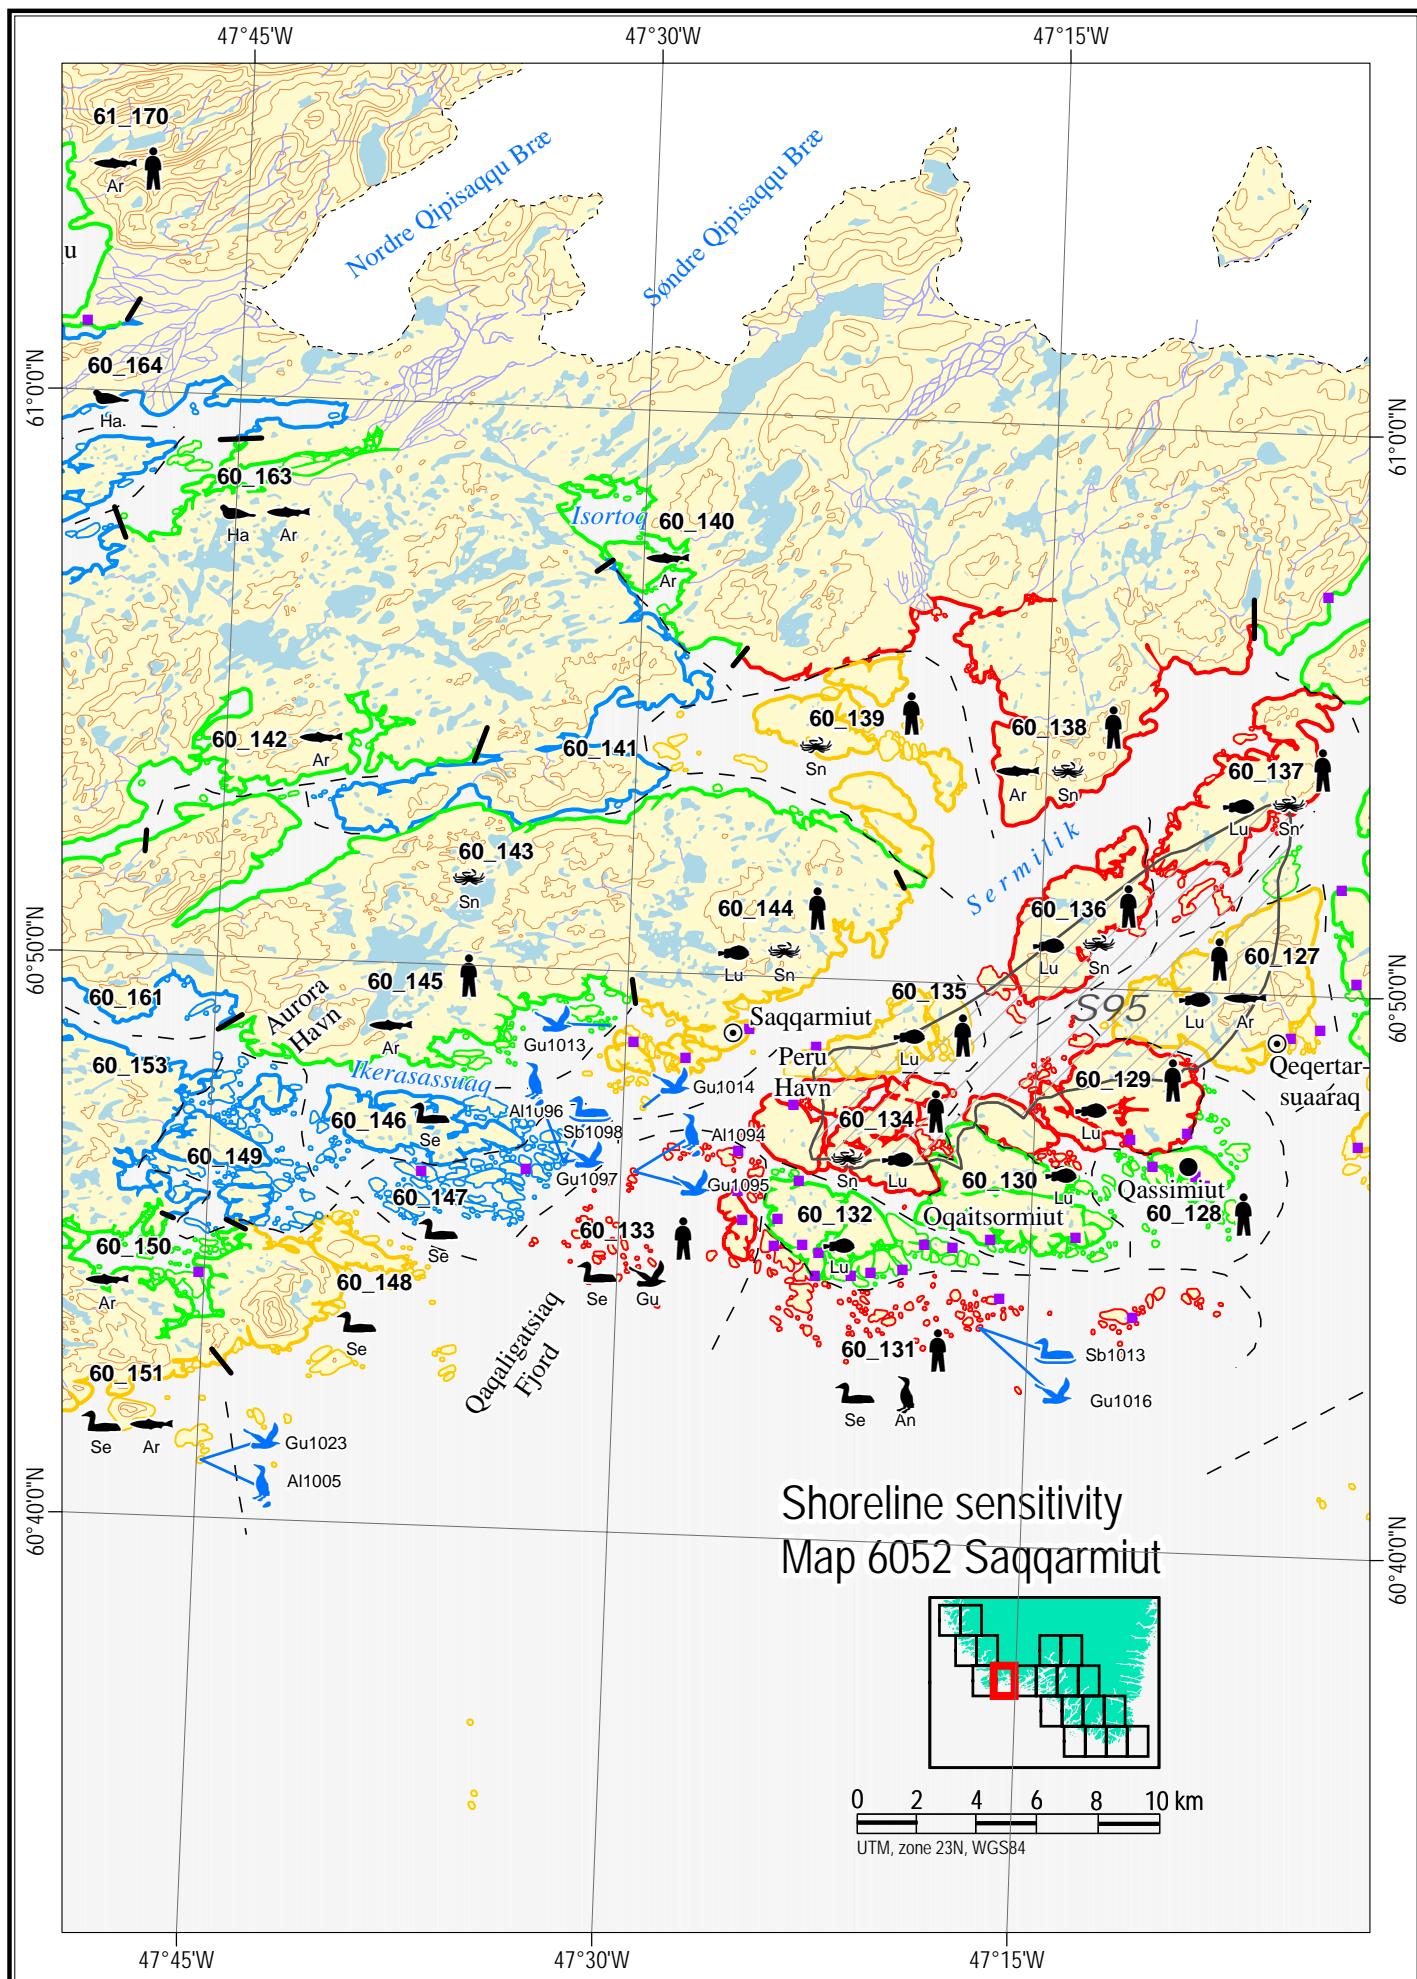 47°45'W
47°30'W
47°15'W
61_170
Ar
Nordre Qipisaqqu Bræ
Søndre Qipisaqqu Bræ
u
61°0'0"N
61°0'0"N
60_164
Ha.
60_163
Ha
Ar
Isortoq
60_140
Ar
60_142
Ar
60_141
60_139
Sn
60_138
Ar
Sn
60_137
Lu
Sn
Sermilik
60_143
Sn
60_144
Lu
Sn
60_136
Lu
Sn
60_127
Lu
Ar
60°50'0"N
60°50'0"N
60_161
Aurora
Havn
60_145
Ar
60_135
Lu
S95
Saqqarmiut
Gu1013
Peru
Havn
Qeqertar-
suaaraq
60_153
Ikerasassuaq
60_146
Se
Al1096
Sb1098
Gu1014
Al1094
60_129
Lu
60_134
Sn
Lu
60_149
Gu1097
Gu1095
60_147
Se
60_130
Lu
Qassimiut
60_128
60_132
Lu
Oqaitsormiut
60_133
Se
Gu
60_150
Ar
60_148
Se
Qaqaligatsiaq
Fjord
60_131
Se
An
Sb1013
Gu1016
60_151
Se
Ar
Gu1023
Al1005
60°40'0"N
60°40'0"N
Shoreline sensitivity
Map 6052 Saqqarmiut
0 2 4 6 8 10 km
UTM, zone 23N, WGS84
47°45'W
47°30'W
47°15'W